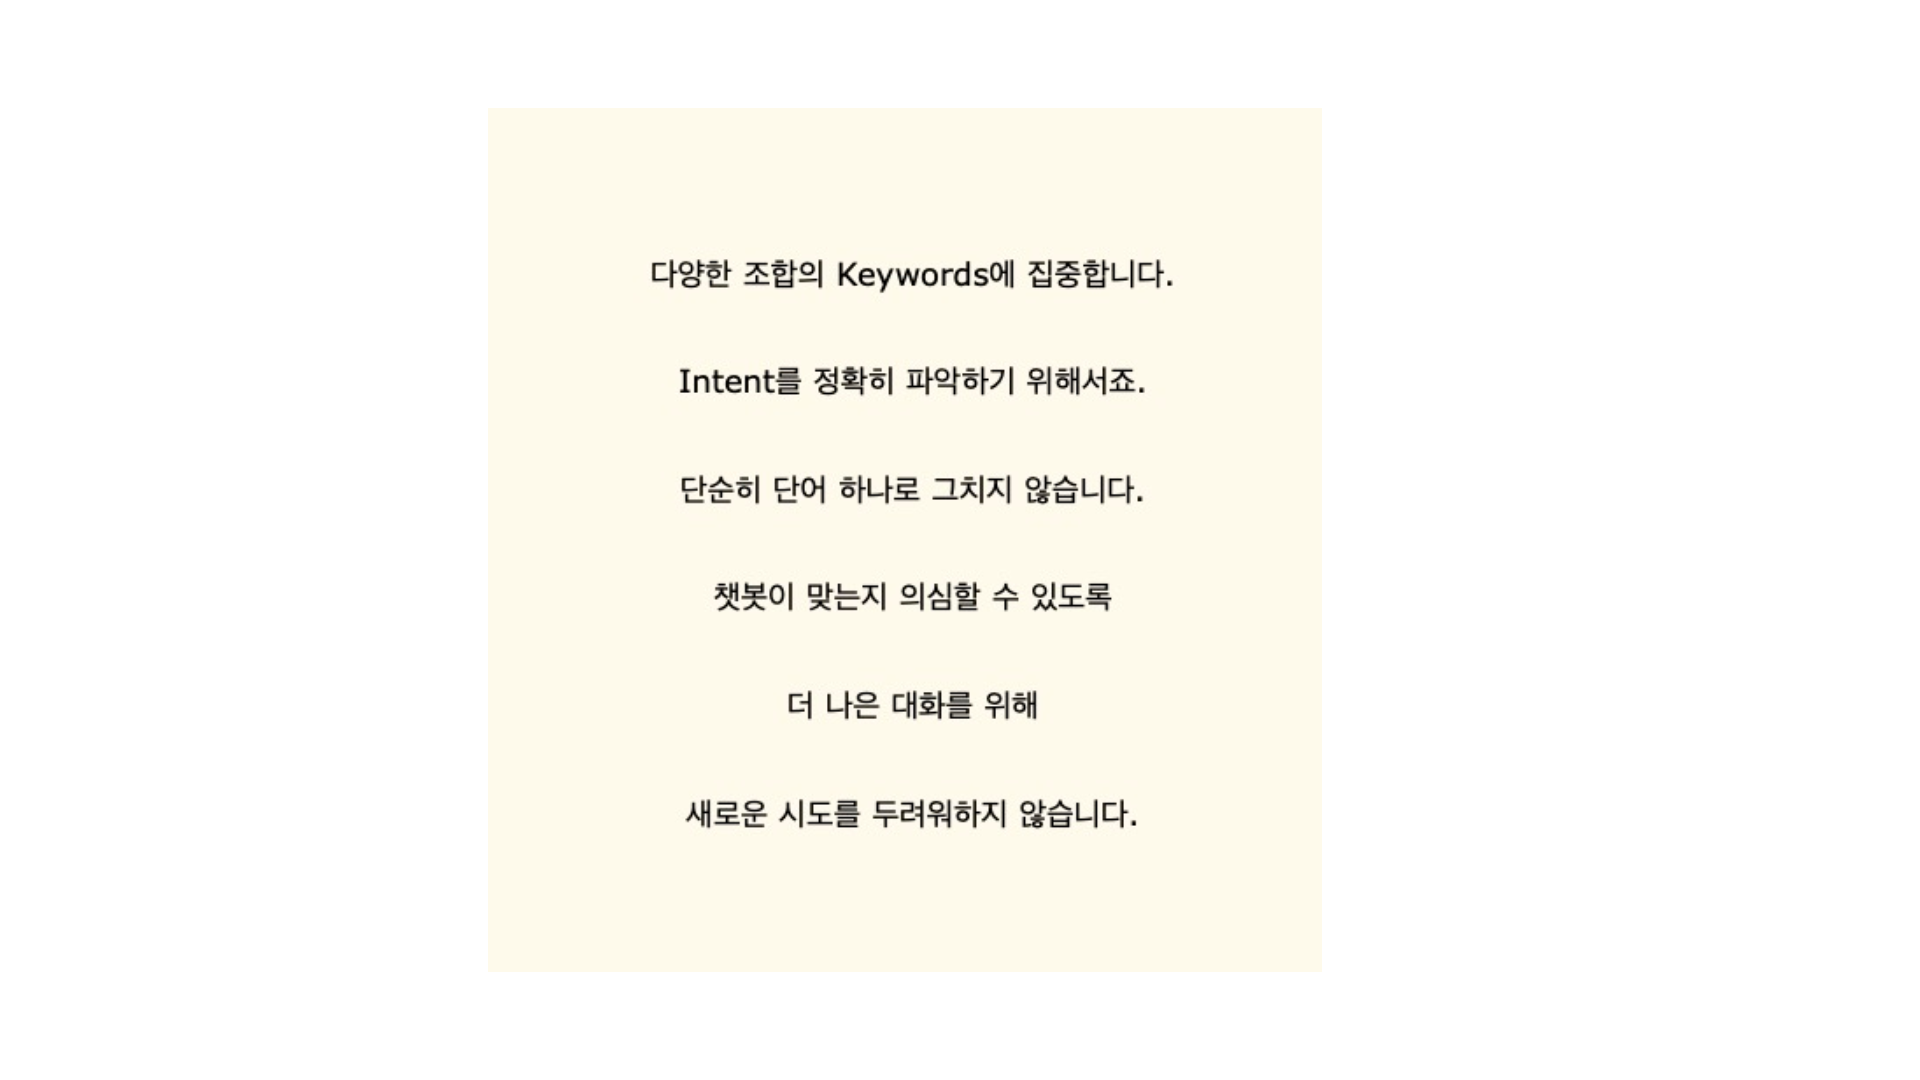 다양한 조합의 Keywords에 집중합니다.
Intent를 정확히 파악하기 위해서죠.
단순히 단어 하나로 그치지 않습니다.
챗봇이 맞는지 의심할 수 있도록
더 나은 대화를 위해
새로운 시도를 두려워하지 않습니다.